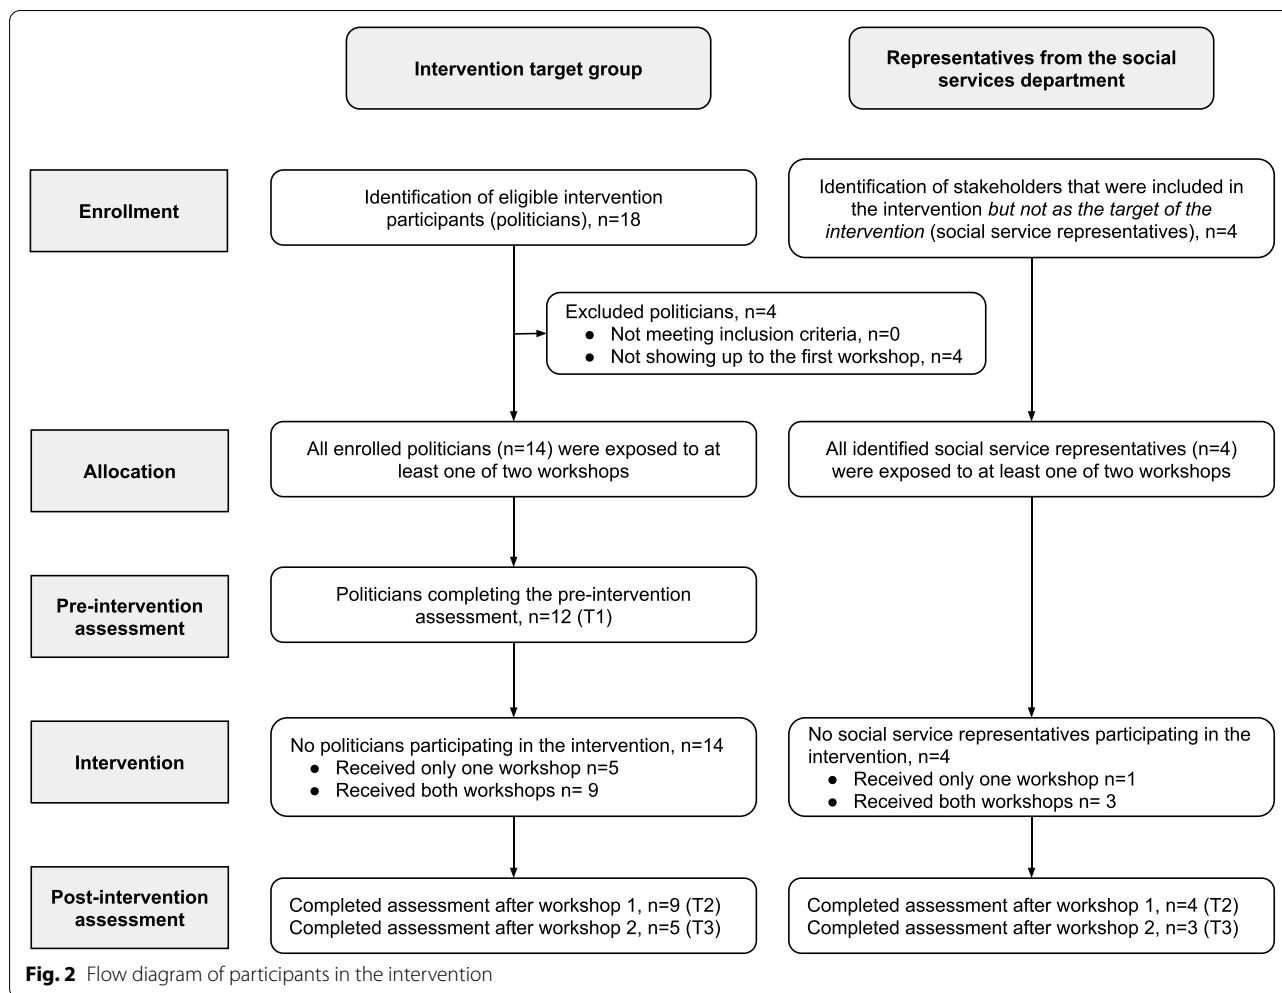 Intervention target group
Representatives from the social
services department
Enrollment
Identification of eligible intervention
participants (politicians), n=18
Identification of stakeholders that were included in
the intervention but not as the target of the
intervention (social service representatives), n=4
Excluded politicians, n=4
● Not meeting inclusion criteria, n=0
● Not showing up to the first workshop, n=4
Allocation
All enrolled politicians (n=14) were exposed to at
least one of two workshops
All identified social service representatives (n=4)
were exposed to at least one of two workshops
Pre-intervention
assessment
Politicians completing the pre-intervention
assessment, n=12 (T1)
Intervention
No politicians participating in the intervention, n=14
● Received only one workshop n=5
● Received both workshops n= 9
No social service representatives participating in the
intervention, n=4
● Received only one workshop n=1
● Received both workshops n= 3
Post-intervention
assessment
Completed assessment after workshop 1, n=9 (T2)
Completed assessment after workshop 2, n=5 (T3)
Completed assessment after workshop 1, n=4 (T2)
Completed assessment after workshop 2, n=3 (T3)
Fig. 2 Flow diagram of participants in the intervention